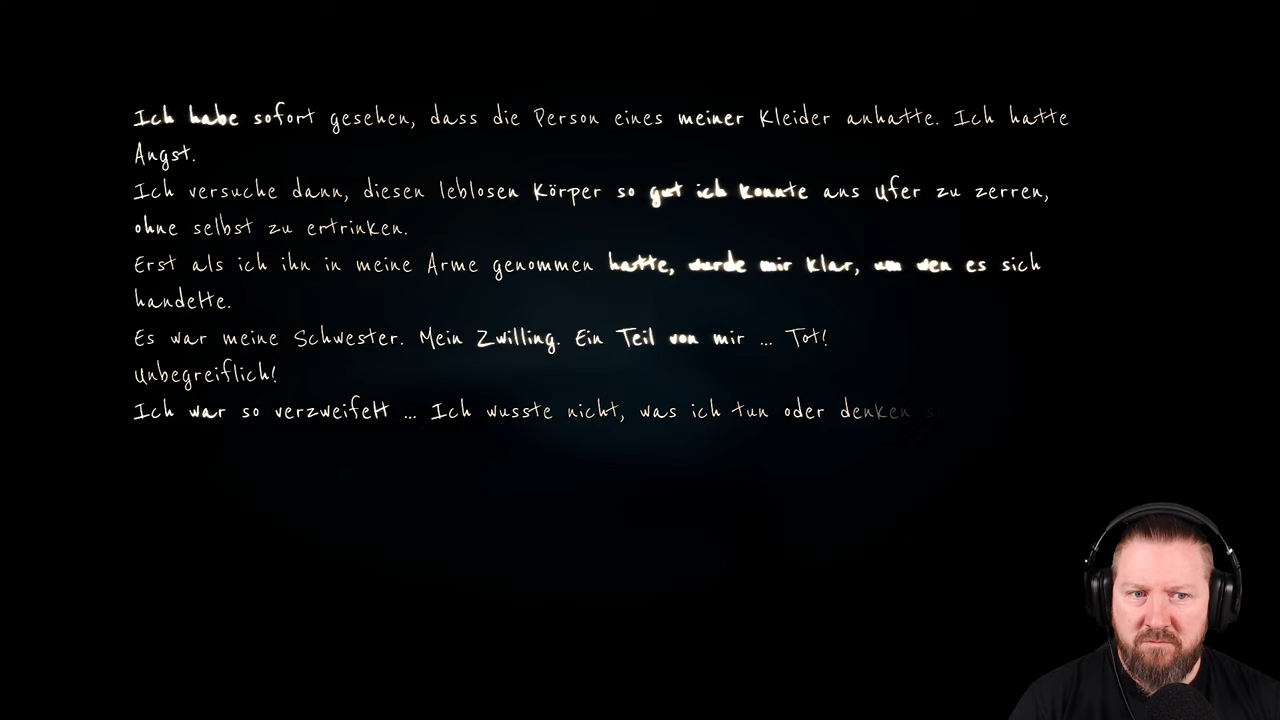 Ich habe sofort gesehen, dass die Person eines meiner Kleider anhatte. Ich hatte
Angst.
Ich versuche dann, diesen leblosen Körper so gut ich konnte ans Ufer zu zerren,
ohne selbst zu ertrinken.
Erst als ich ihn in meine Arme genommen hatte, wurde mir klar, um wen es sich
handelte.
Es war meine Schwester. Mein Zwilling. Ein Teil von mir ... Tot!
Unbegreiflich!
Ich war so verzweifelt ... Ich wusste nicht, was ich tun oder denken